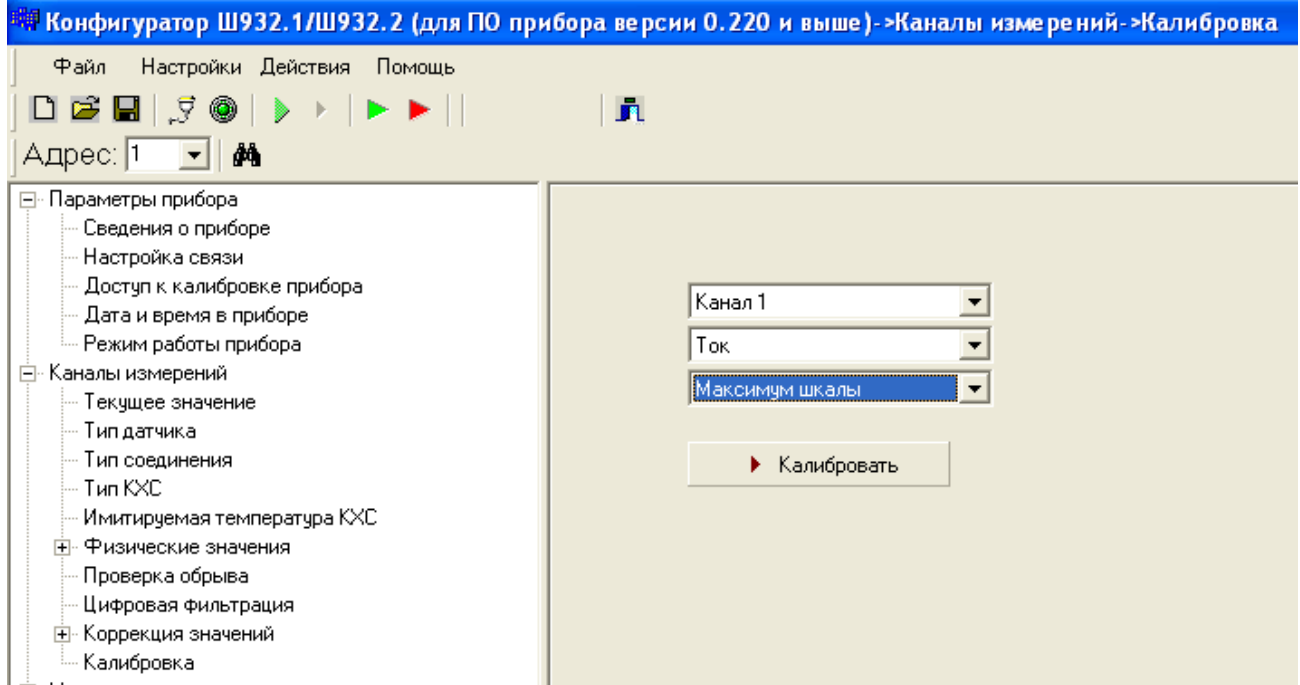 Конфигуратор Ш932.1/Ш932.2 (для ПО прибора версии 0.220 и выше)->Каналы измерений->Калибровка
Файл Настройки Действия Помощь
Адрес: 1
Параметры прибора
Сведения о приборе
Настройка связи
Доступ к калибровке прибора
Дата и время в приборе
Режим работы прибора
Каналы измерений
Текущее значение
Тип датчика
Тип соединения
Тип КХС
Имитируемая температура КХС
Физические значения
Проверка обрыва
Цифровая фильтрация
Коррекция значений
Калибровка
Канал 1
Ток
Максимум шкалы
Калибровать